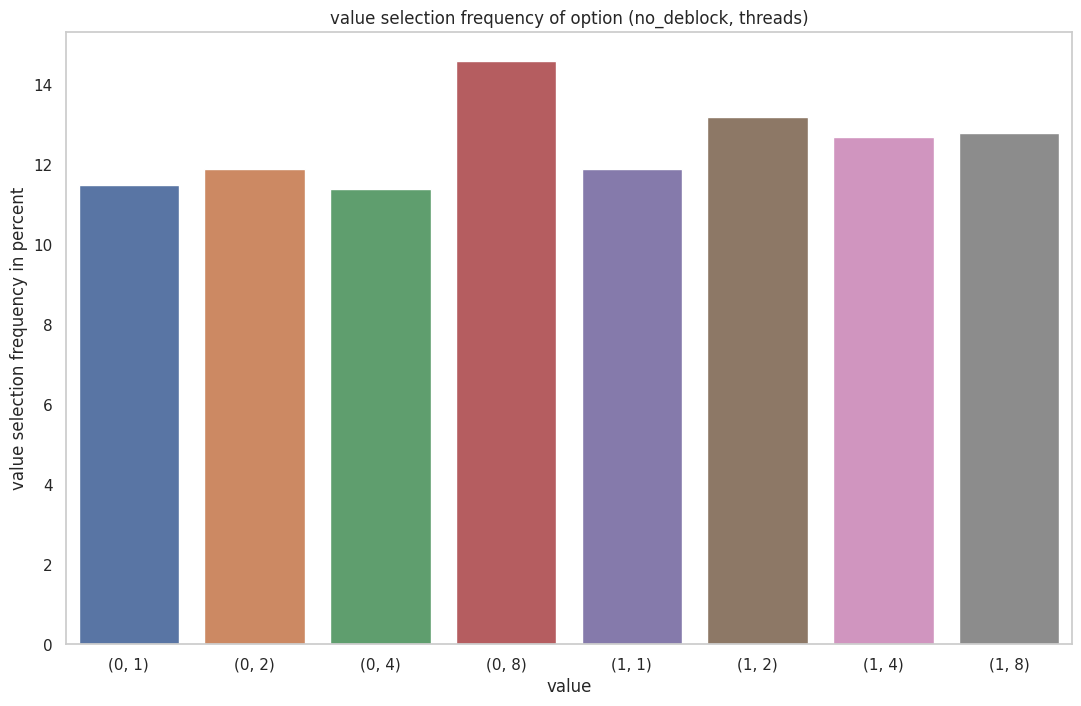 value selection frequency of option (no_deblock, threads)
value selection frequency in percent
14
12
10
8
6
4
2
0
(0, 1) (0, 2) (0, 4) (0, 8) (1, 1) (1, 2) (1, 4) (1, 8)
value